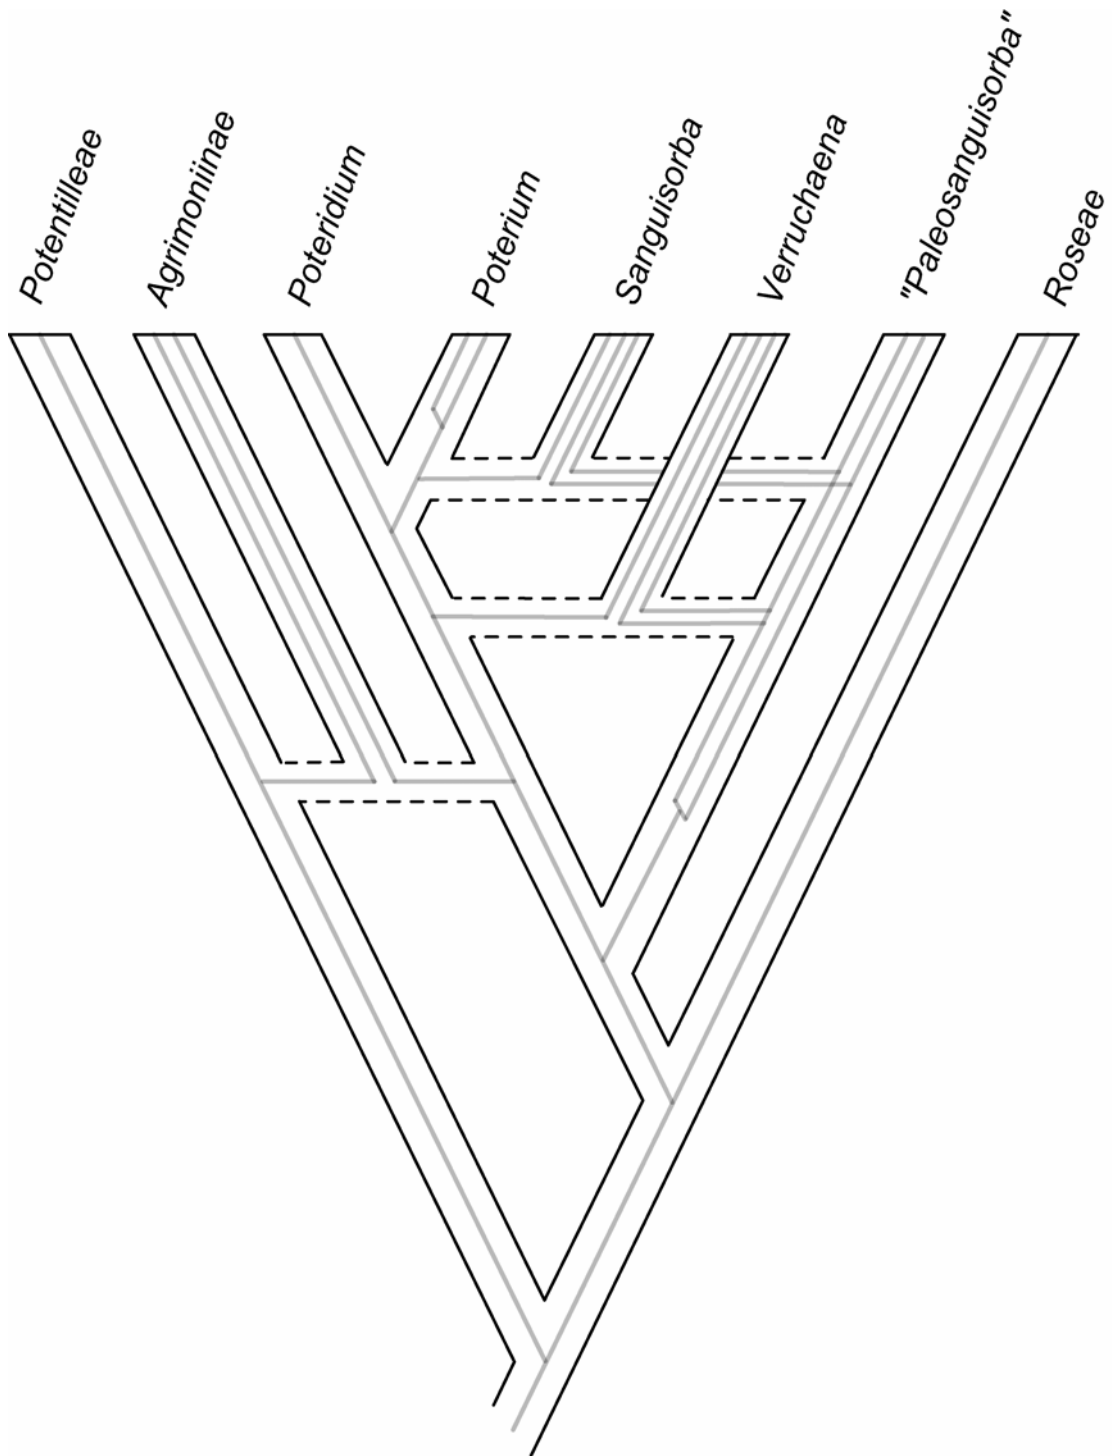 Potentilleae
Agrimoniinae
Poteridium
Poterium
Sanguisorba
Verruchaena
"Paleosanguisorba"
Roseae